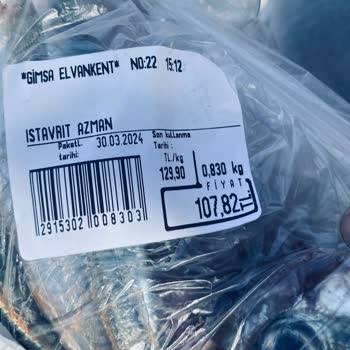 *GİMSA ELVANKENT* NO:22 15:12
ISTAVRIT AZMAN
Paketl. tarihi: 30.03.2024
Son kullanma Tarihi :
TL/kg
129,90
0,830 kg
FİYAT
107,82TL
2915302 008303